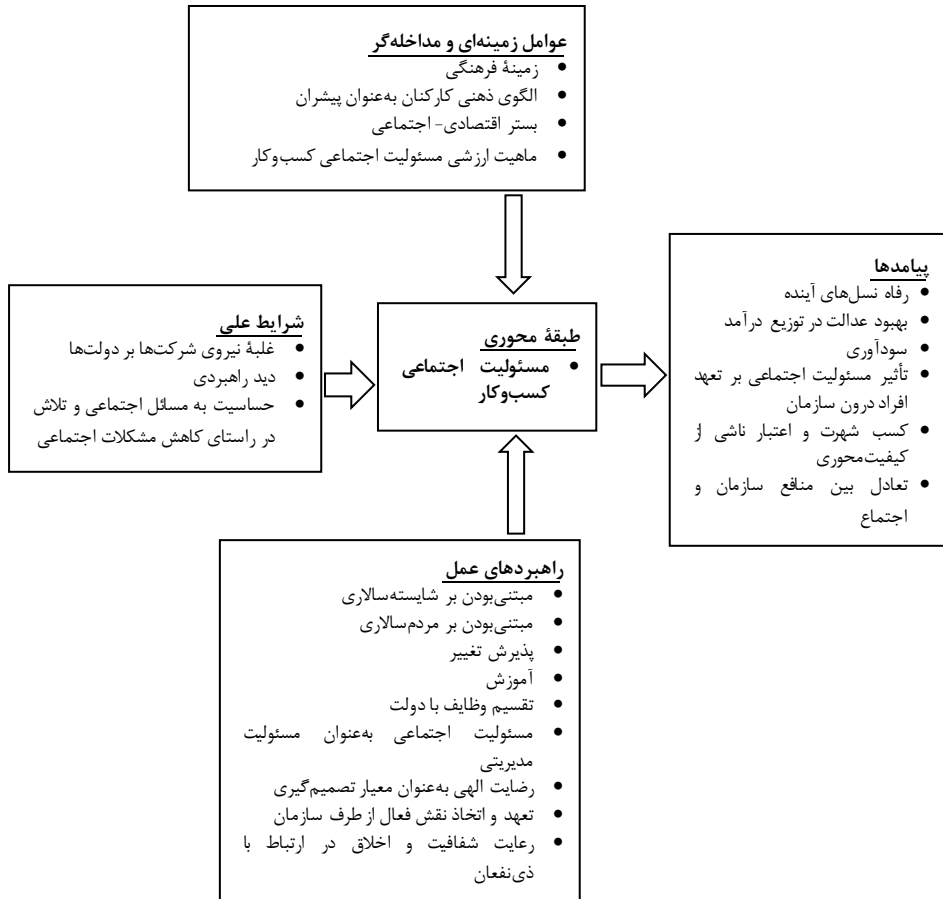 عوامل زمینه‌ای و مداخله‌گر
• زمینۀ فرهنگی
• الگوی ذهنی کارکنان به‌عنوان پیشران
• بستر اقتصادی- اجتماعی
• ماهیت ارزشی مسئولیت اجتماعی کسب‌وکار
شرایط علی
• غلبۀ نیروی شرکت‌ها بر دولت‌ها
• دید راهبردی
• حساسیت به مسائل اجتماعی و تلاش
در راستای کاهش مشکلات اجتماعی
طبقۀ محوری
• مسئولیت اجتماعی
کسب‌وکار
پیامدها
• رفاه نسل‌های آینده
• بهبود عدالت در توزیع درآمد
• سودآوری
• تأثیر مسئولیت اجتماعی بر تعهد
افراد درون سازمان
• کسب شهرت و اعتبار ناشی از
کیفیت‌محوری
• تعادل بین منافع سازمان و
اجتماع
راهبردهای عمل
• مبتنی‌بودن بر شایسته‌سالاری
• مبتنی‌بودن بر مردم‌سالاری
• پذیرش تغییر
• آموزش
• تقسیم وظایف با دولت
• مسئولیت اجتماعی به‌عنوان مسئولیت
مدیریتی
• رضایت الهی به‌عنوان معیار تصمیم‌گیری
• تعهد و اتخاذ نقش فعال از طرف سازمان
• رعایت شفافیت و اخلاق در ارتباط با
ذی‌نفعان